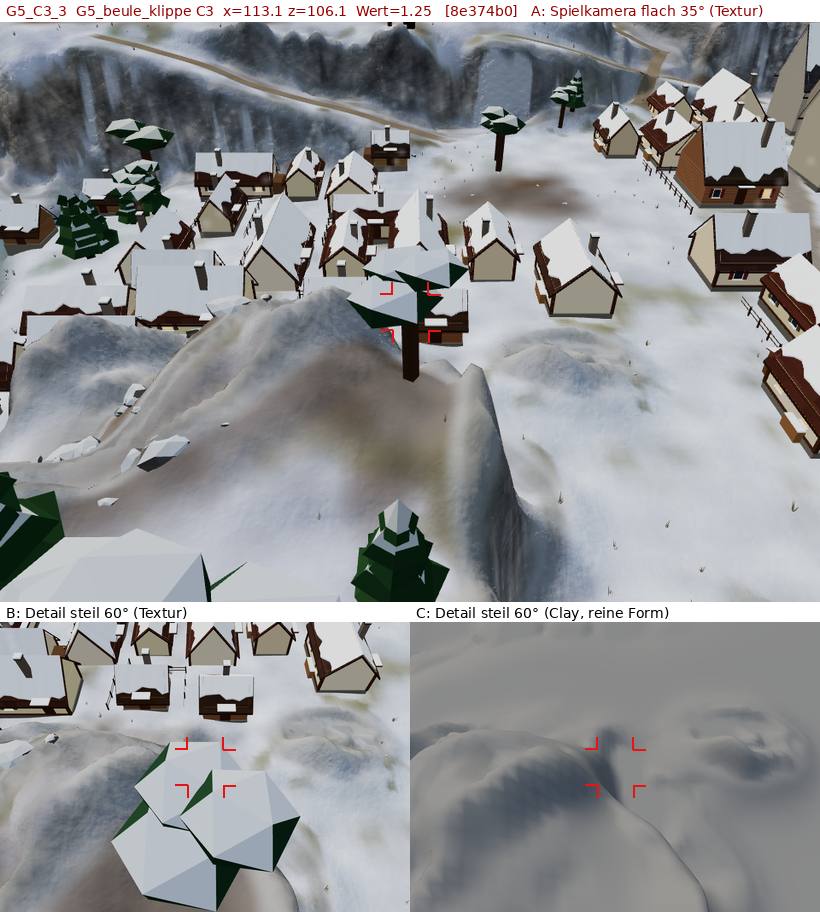 G5_C3_3  G5_beule_klippe C3  x=113.1 z=106.1  Wert=1.25   [8e374b0]   A: Spielkamera flach 35° (Textur)
B: Detail steil 60° (Textur)
C: Detail steil 60° (Clay, reine Form)